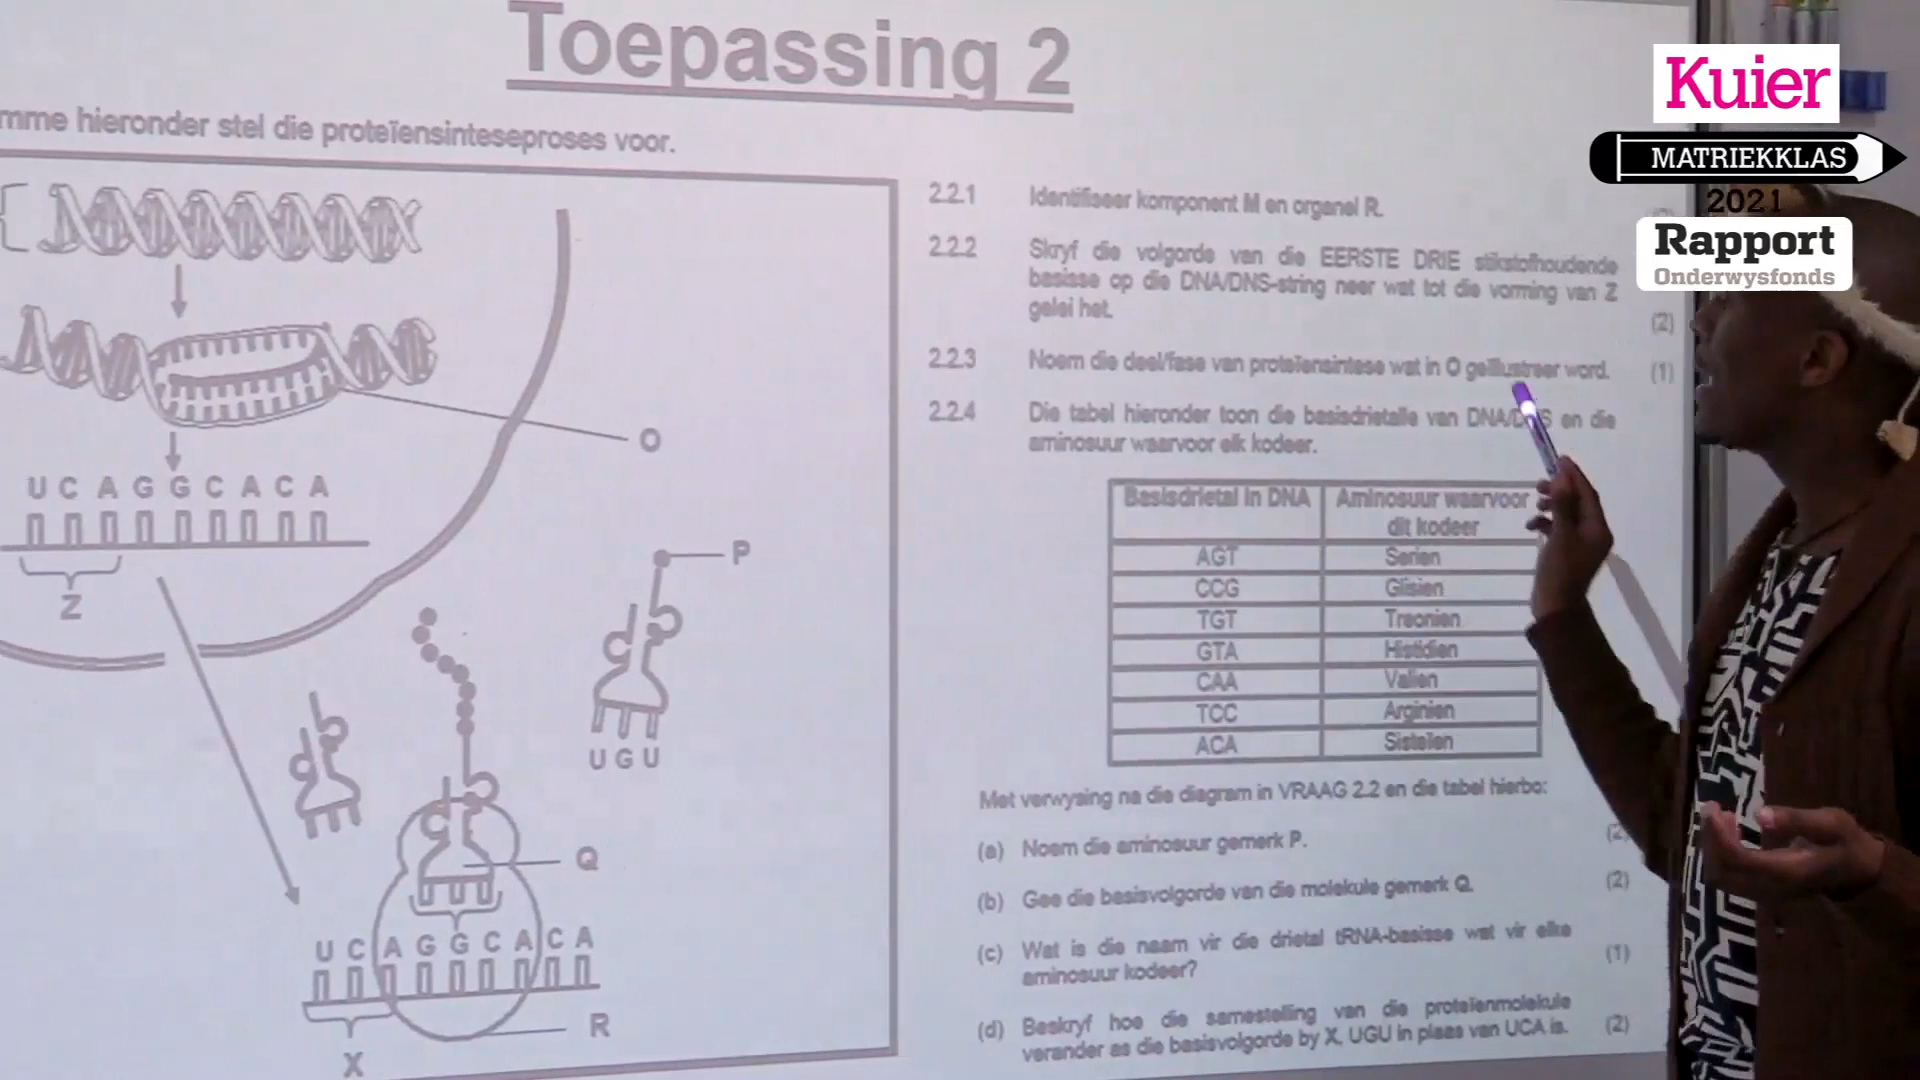 Toepassing 2
mme hieronder stel die proteïensinteseproses voor.
O
U C A G G C A C A
Z
P
U G U
Q
U C A G G C A C A
R
X
2.2.1 Identifiseer komponent M en organel R.
2.2.2 Skryf die volgorde van die EERSTE DRIE stikstofhoudende
basisse op die DNA/DNS-string neer wat tot die vorming van Z
gelei het. (2)
2.2.3 Noem die deel/fase van proteïensintese wat in O geïllustreer word. (1)
2.2.4 Die tabel hieronder toon die basisdrietalle van DNA/DNS en die
aminosuur waarvoor elk kodeer.
Basisdrietal in DNA Aminosuur waarvoor
dit kodeer
AGT Serien
CCG Glisien
TGT Treonien
GTA Histidien
CAA Valien
TCC Arginien
ACA Sisteïen
Met verwysing na die diagram in VRAAG 2.2 en die tabel hierbo:
(a) Noem die aminosuur gemerk P. (2
(b) Gee die basisvolgorde van die molekule gemerk Q. (2)
(c) Wat is die naam vir die drietal tRNA-basisse wat vir elke
aminosuur kodeer? (1)
(d) Beskryf hoe die samestelling van die proteïenmolekule
verander as die basisvolgorde by X, UGU in plaas van UCA is. (2)
Kuier
MATRIEKKLAS
2021
Rapport
Onderwysfonds